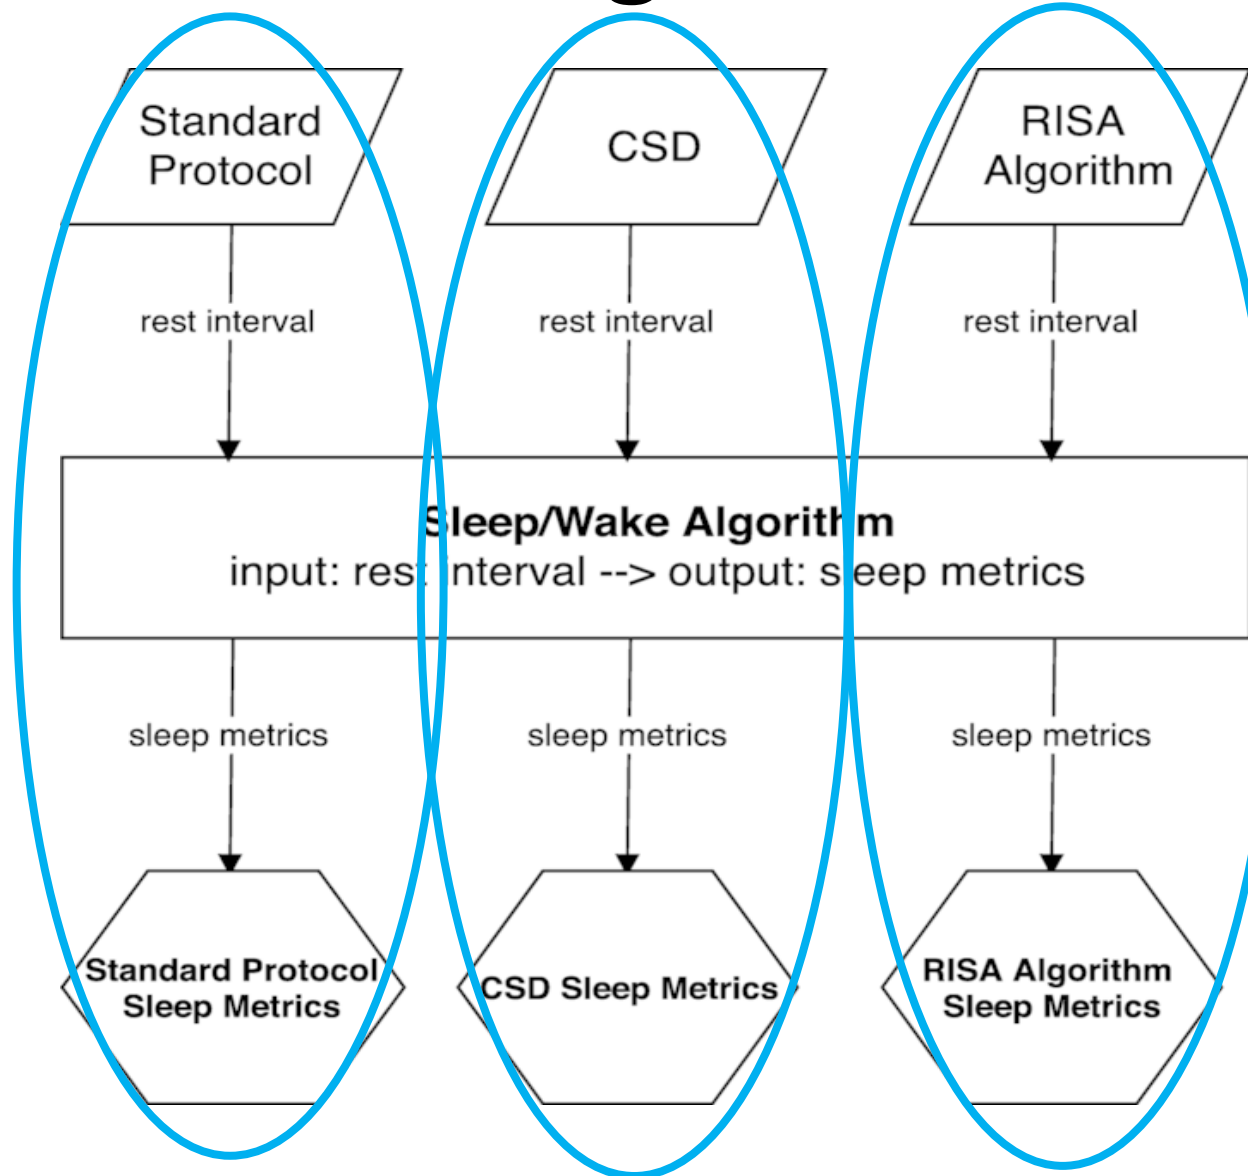 Standard
Protocol
CSD
RISA
Algorithm
rest interval
rest interval
rest interval
Sleep/Wake Algorithm
input: rest interval --> output: sleep metrics
sleep metrics
sleep metrics
sleep metrics
Standard Protocol
Sleep Metrics
CSD Sleep Metrics
RISA Algorithm
Sleep Metrics